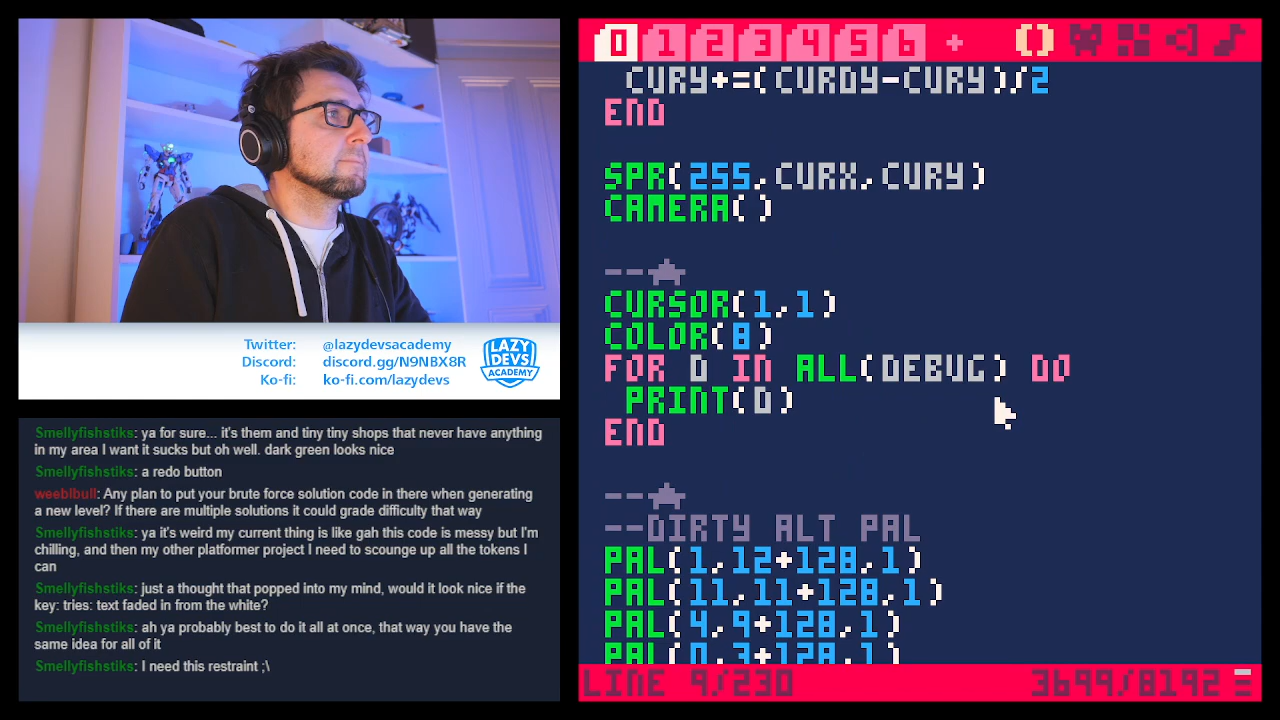 0 1 2 3 4 5 6 +
CURY+=(CURDY-CURY)/2
END
SPR(255,CURX,CURY)
CAMERA()
--
CURSOR(1,1)
COLOR(8)
FOR D IN ALL(DEBUG) DO
PRINT(D)
END
--
--DIRTY ALT PAL
PAL(1,12+128,1)
PAL(11,11+128,1)
PAL(4,9+128,1)
PAL(0,3+128,1)
LINE 9/230
3699/8192
Twitter: @lazydevsacademy
Discord: discord.gg/N9NBX8R
Ko-fi: ko-fi.com/lazydevs
LAZY
DEVS
ACADEMY
Smellyfishstiks: ya for sure... it's them and tiny tiny shops that never have anything
in my area I want it sucks but oh well. dark green looks nice
Smellyfishstiks: a redo button
weeblbull: Any plan to put your brute force solution code in there when generating
a new level? If there are multiple solutions it could grade difficulty that way
Smellyfishstiks: ya it's weird my current thing is like gah this code is messy but I'm
chilling, and then my other platformer project I need to scounge up all the tokens I
can
Smellyfishstiks: just a thought that popped into my mind, would it look nice if the
key: tries: text faded in from the white?
Smellyfishstiks: ah ya probably best to do it all at once, that way you have the
same idea for all of it
Smellyfishstiks: I need this restraint ;\